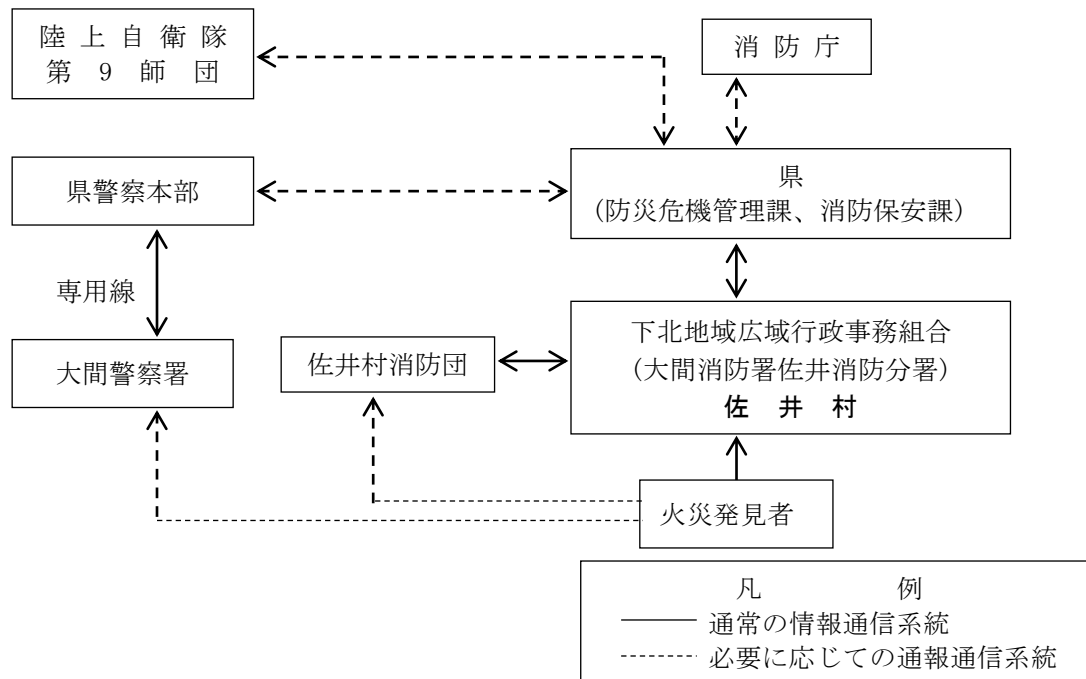 陸上自衛隊
第9師団
消防庁
県警察本部
県
(防災危機管理課、消防保安課)
専用線
大間警察署
佐井村消防団
下北地域広域行政事務組合
(大間消防署佐井消防分署)
佐井村
火災発見者
凡例
通常の情報通信系統
必要に応じての通報通信系統